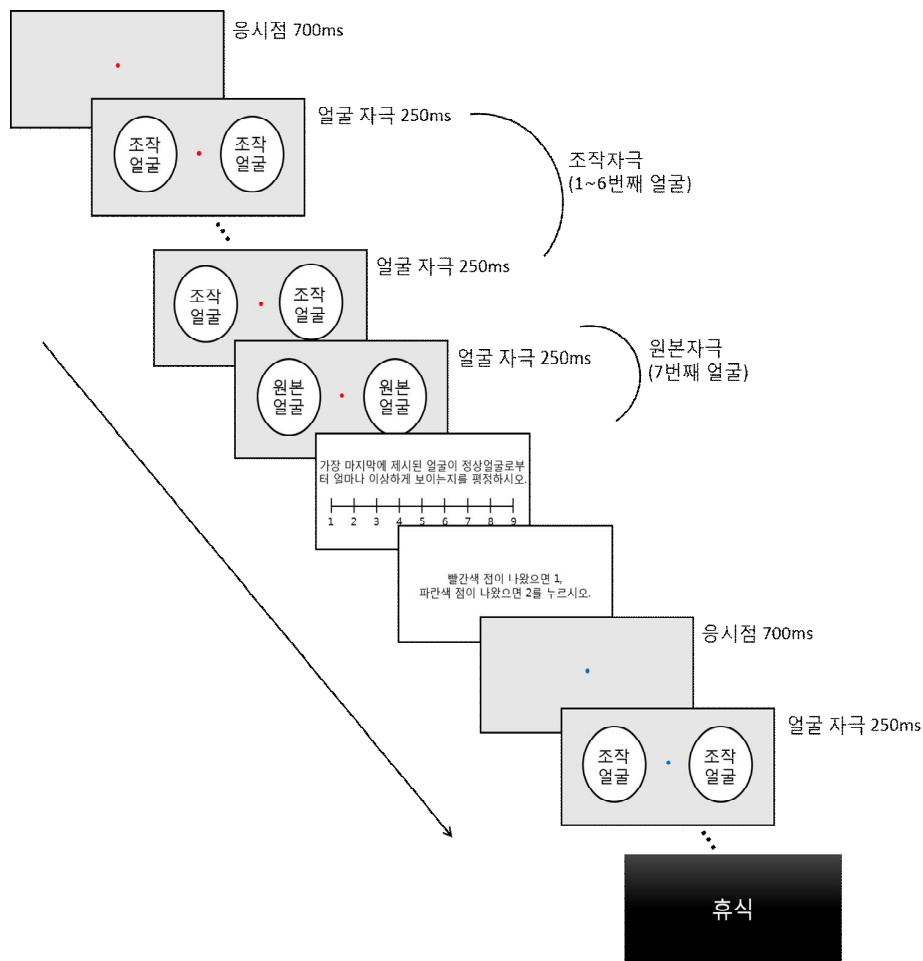 응시점 700ms
얼굴 자극 250ms
조작
얼굴
조작
얼굴
조작자극
(1~6번째 얼굴)
얼굴 자극 250ms
조작
얼굴
조작
얼굴
얼굴 자극 250ms
원본
얼굴
원본
얼굴
원본자극
(7번째 얼굴)
가장 마지막에 제시된 얼굴이 정상얼굴로부
터 얼마나 이상하게 보이는지를 평정하시오.
1 2 3 4 5 6 7 8 9
빨간색 점이 나왔으면 1,
파란색 점이 나왔으면 2를 누르시오.
응시점 700ms
얼굴 자극 250ms
조작
얼굴
조작
얼굴
휴식